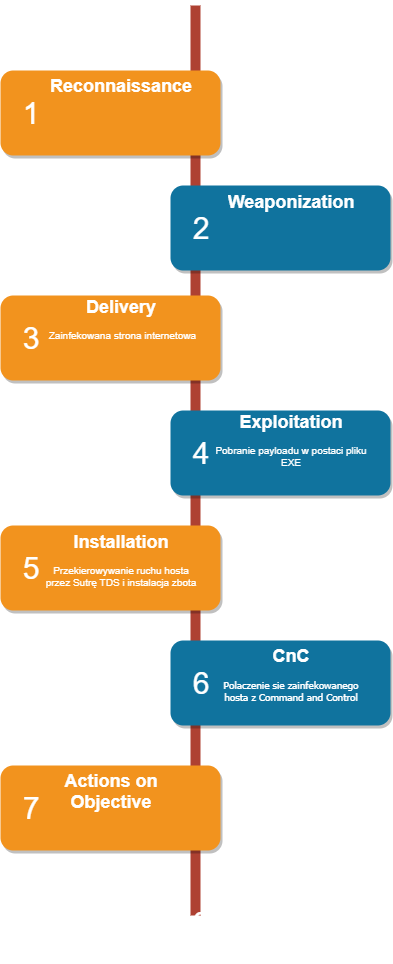 Reconnaissance
1
Weaponization
2
Delivery
3
Zainfekowana strona internetowa
Exploitation
4
Pobranie payloadu w postaci pliku
EXE
Installation
5
Przekierowywanie ruchu hosta
przez Sutrę TDS i instalacja zbota
CnC
6
Polaczenie sie zainfekowanego
hosta z Command and Control
Actions on
Objective
7